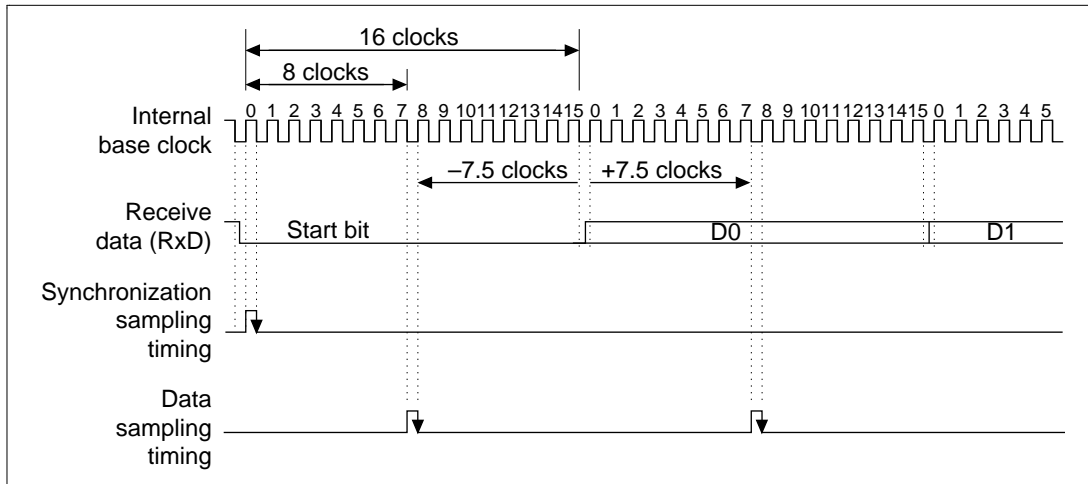 16 clocks
8 clocks
0 1 2 3 4 5 6 7 8 9 10 11 12 13 14 15 0 1 2 3 4 5 6 7 8 9 10 11 12 13 14 15 0 1 2 3 4 5
Internal
base clock
–7.5 clocks +7.5 clocks
Receive
data (RxD)
Start bit D0 D1
Synchronization
sampling
timing
Data
sampling
timing